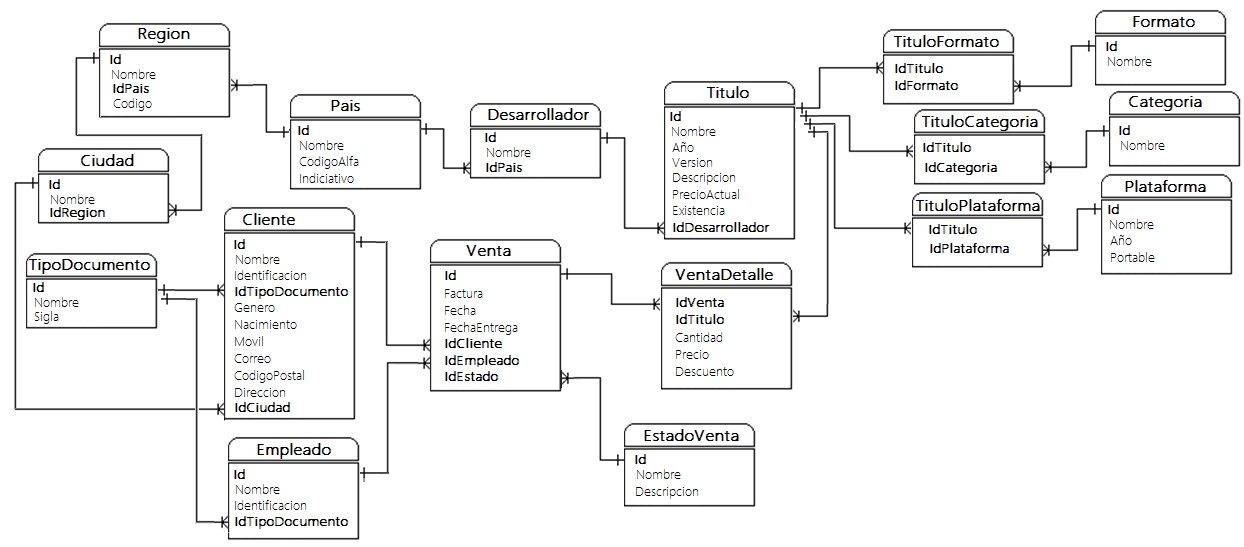 Region
Id
Nombre
IdPais
Codigo
Pais
Id
Nombre
CodigoAlfa
Indiciativo
Desarrollador
Id
Nombre
IdPais
Titulo
Id
Nombre
Año
Version
Descripcion
PrecioActual
Existencia
IdDesarrollador
TituloFormato
IdTitulo
IdFormato
Formato
Id
Nombre
TituloCategoria
IdTitulo
IdCategoria
Categoria
Id
Nombre
TituloPlataforma
IdTitulo
IdPlataforma
Plataforma
Id
Nombre
Año
Portable
Ciudad
Id
Nombre
IdRegion
TipoDocumento
Id
Nombre
Sigla
Cliente
Id
Nombre
Identificacion
IdTipoDocumento
Genero
Nacimiento
Movil
Correo
CodigoPostal
Direccion
IdCiudad
Venta
Id
Factura
Fecha
FechaEntrega
IdCliente
IdEmpleado
IdEstado
VentaDetalle
IdVenta
IdTitulo
Cantidad
Precio
Descuento
Empleado
Id
Nombre
Identificacion
IdTipoDocumento
EstadoVenta
Id
Nombre
Descripcion